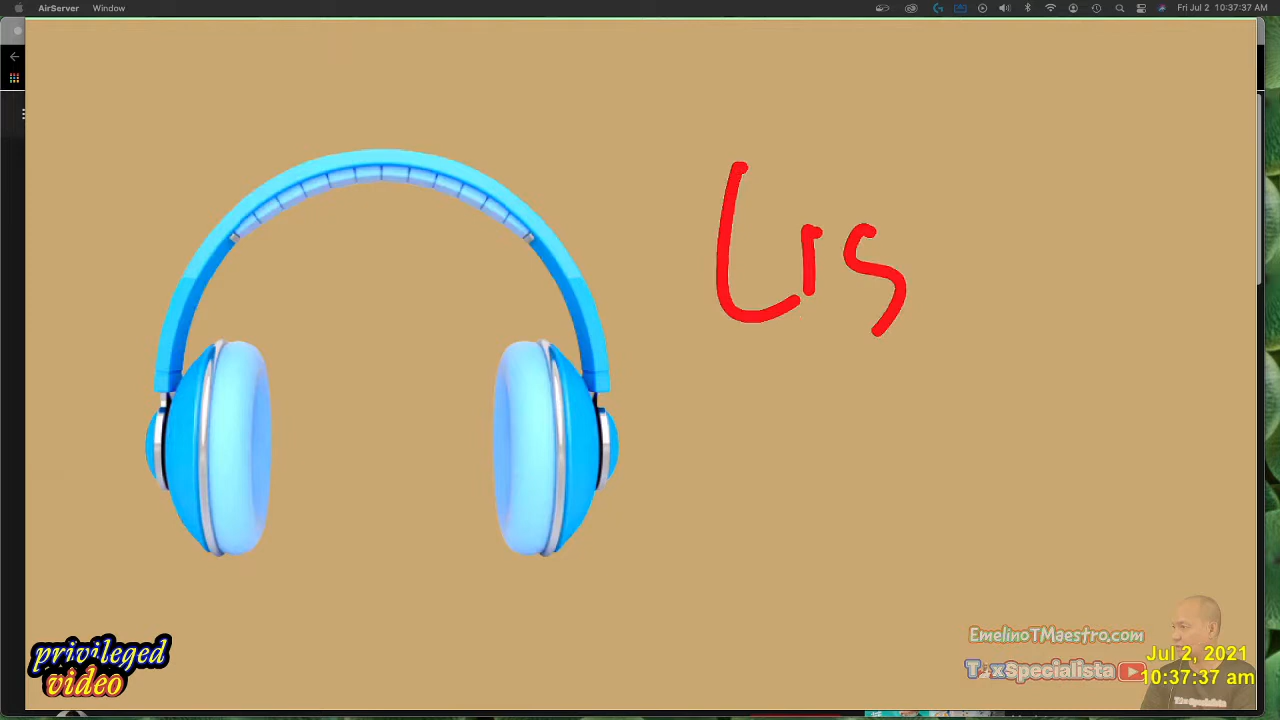 AirServer Window Fri Jul 2 10:37:37 AM
Lis
EmelinoTMaestro.com
TaxSpecialista
Jul 2, 2021
10:37:37 am
TaxSpecialista
privileged
video